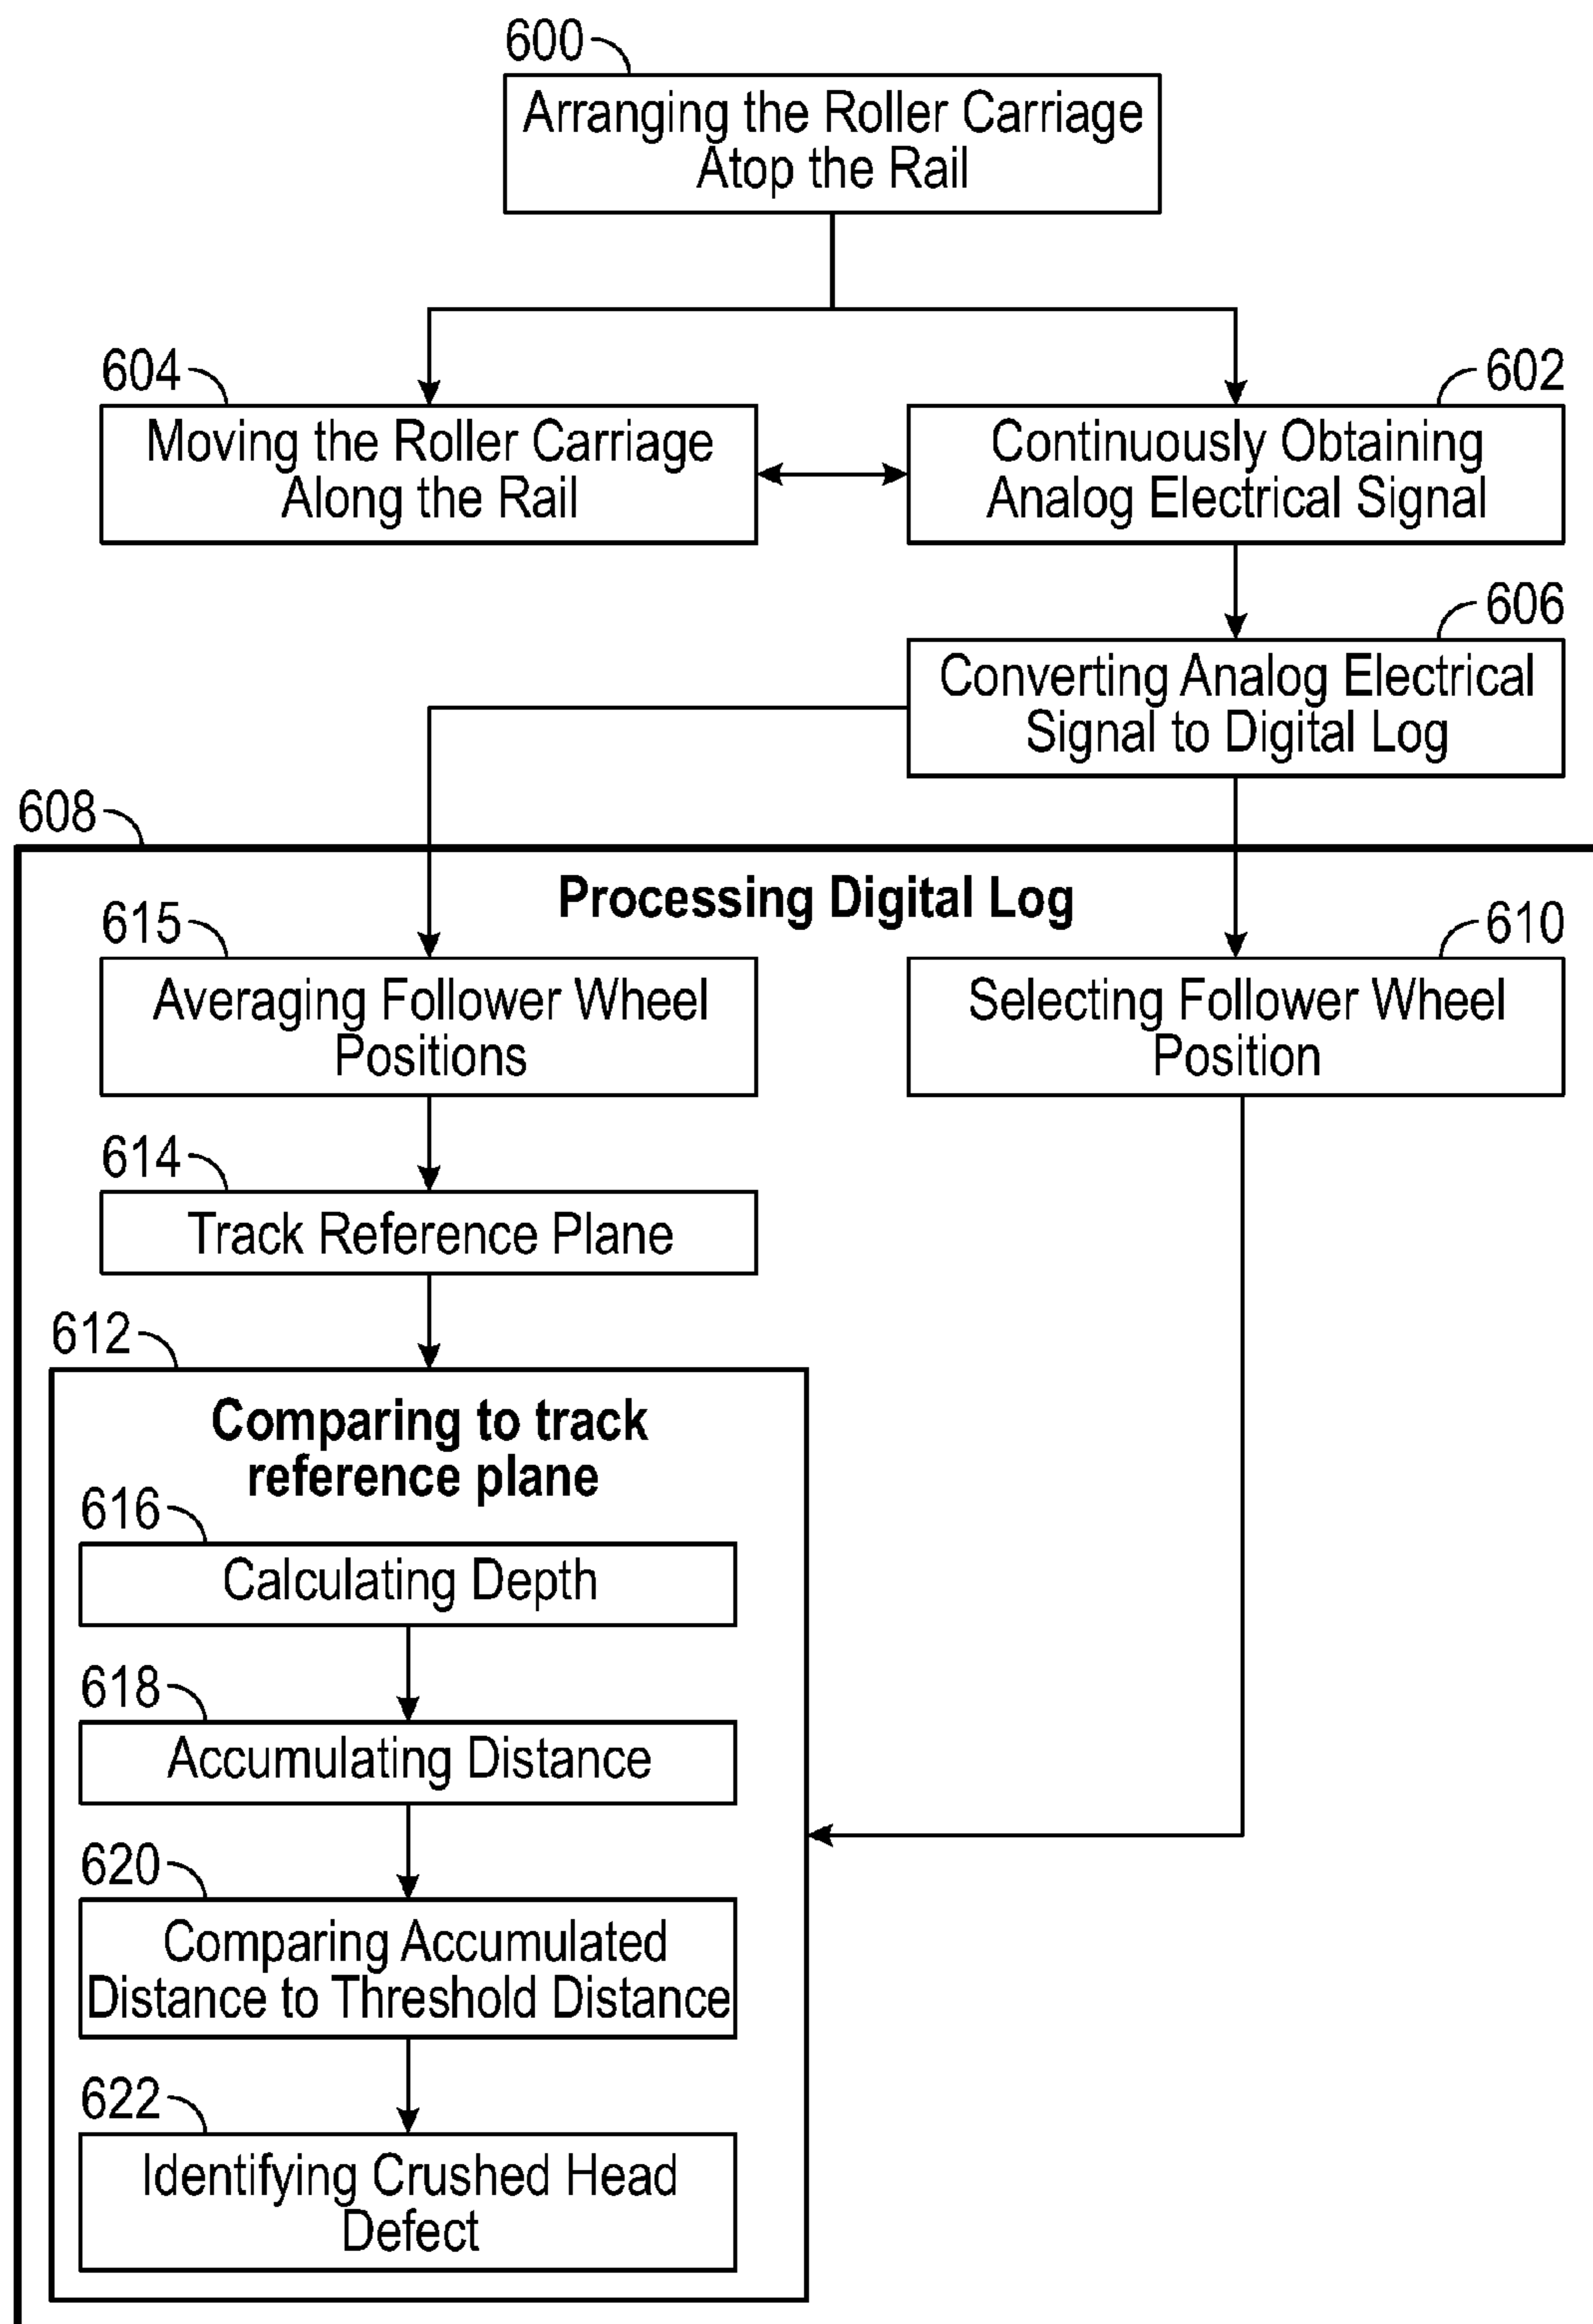 600
Arranging the Roller Carriage
Atop the Rail
604
Moving the Roller Carriage
Along the Rail
602
Continuously Obtaining
Analog Electrical Signal
606
Converting Analog Electrical
Signal to Digital Log
608
Processing Digital Log
615
Averaging Follower Wheel
Positions
610
Selecting Follower Wheel
Position
614
Track Reference Plane
612
Comparing to track
reference plane
616
Calculating Depth
618
Accumulating Distance
620
Comparing Accumulated
Distance to Threshold Distance
622
Identifying Crushed Head
Defect